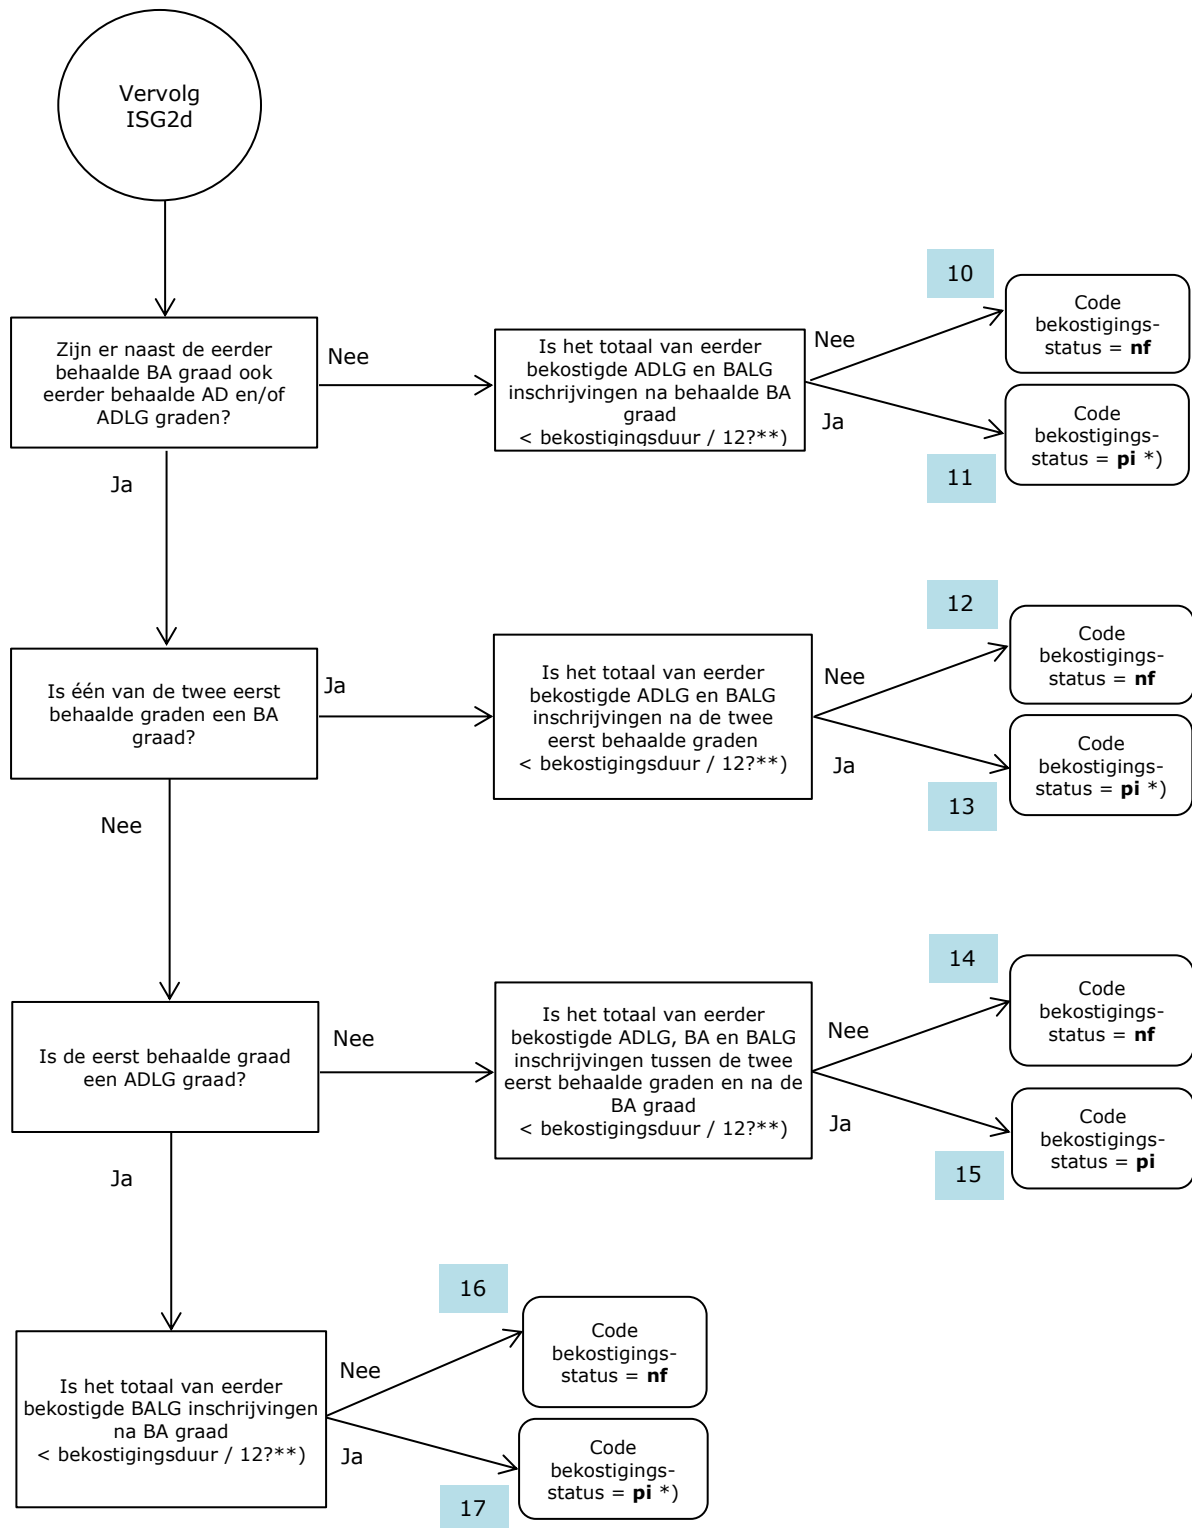 Vervolg
ISG2d
Zijn er naast de eerder
behaalde BA graad ook
eerder behaalde AD en/of
ADLG graden?
Nee
Ja
Is het totaal van eerder
bekostigde ADLG en BALG
inschrijvingen na behaalde BA
graad
< bekostigingsduur / 12?**)
Nee
Ja
10
Code
bekostigings-
status = nf
Code
bekostigings-
status = pi *)
11
Is één van de twee eerst
behaalde graden een BA
graad?
Ja
Nee
Is het totaal van eerder
bekostigde ADLG en BALG
inschrijvingen na de twee
eerst behaalde graden
< bekostigingsduur / 12?**)
Nee
Ja
12
Code
bekostigings-
status = nf
Code
bekostigings-
status = pi *)
13
Is de eerst behaalde graad
een ADLG graad?
Nee
Ja
Is het totaal van eerder
bekostigde ADLG, BA en BALG
inschrijvingen tussen de twee
eerst behaalde graden en na de
BA graad
< bekostigingsduur / 12?**)
Nee
Ja
14
Code
bekostigings-
status = nf
Code
bekostigings-
status = pi
15
Is het totaal van eerder
bekostigde BALG inschrijvingen
na BA graad
< bekostigingsduur / 12?**)
Nee
Ja
16
Code
bekostigings-
status = nf
Code
bekostigings-
status = pi *)
17